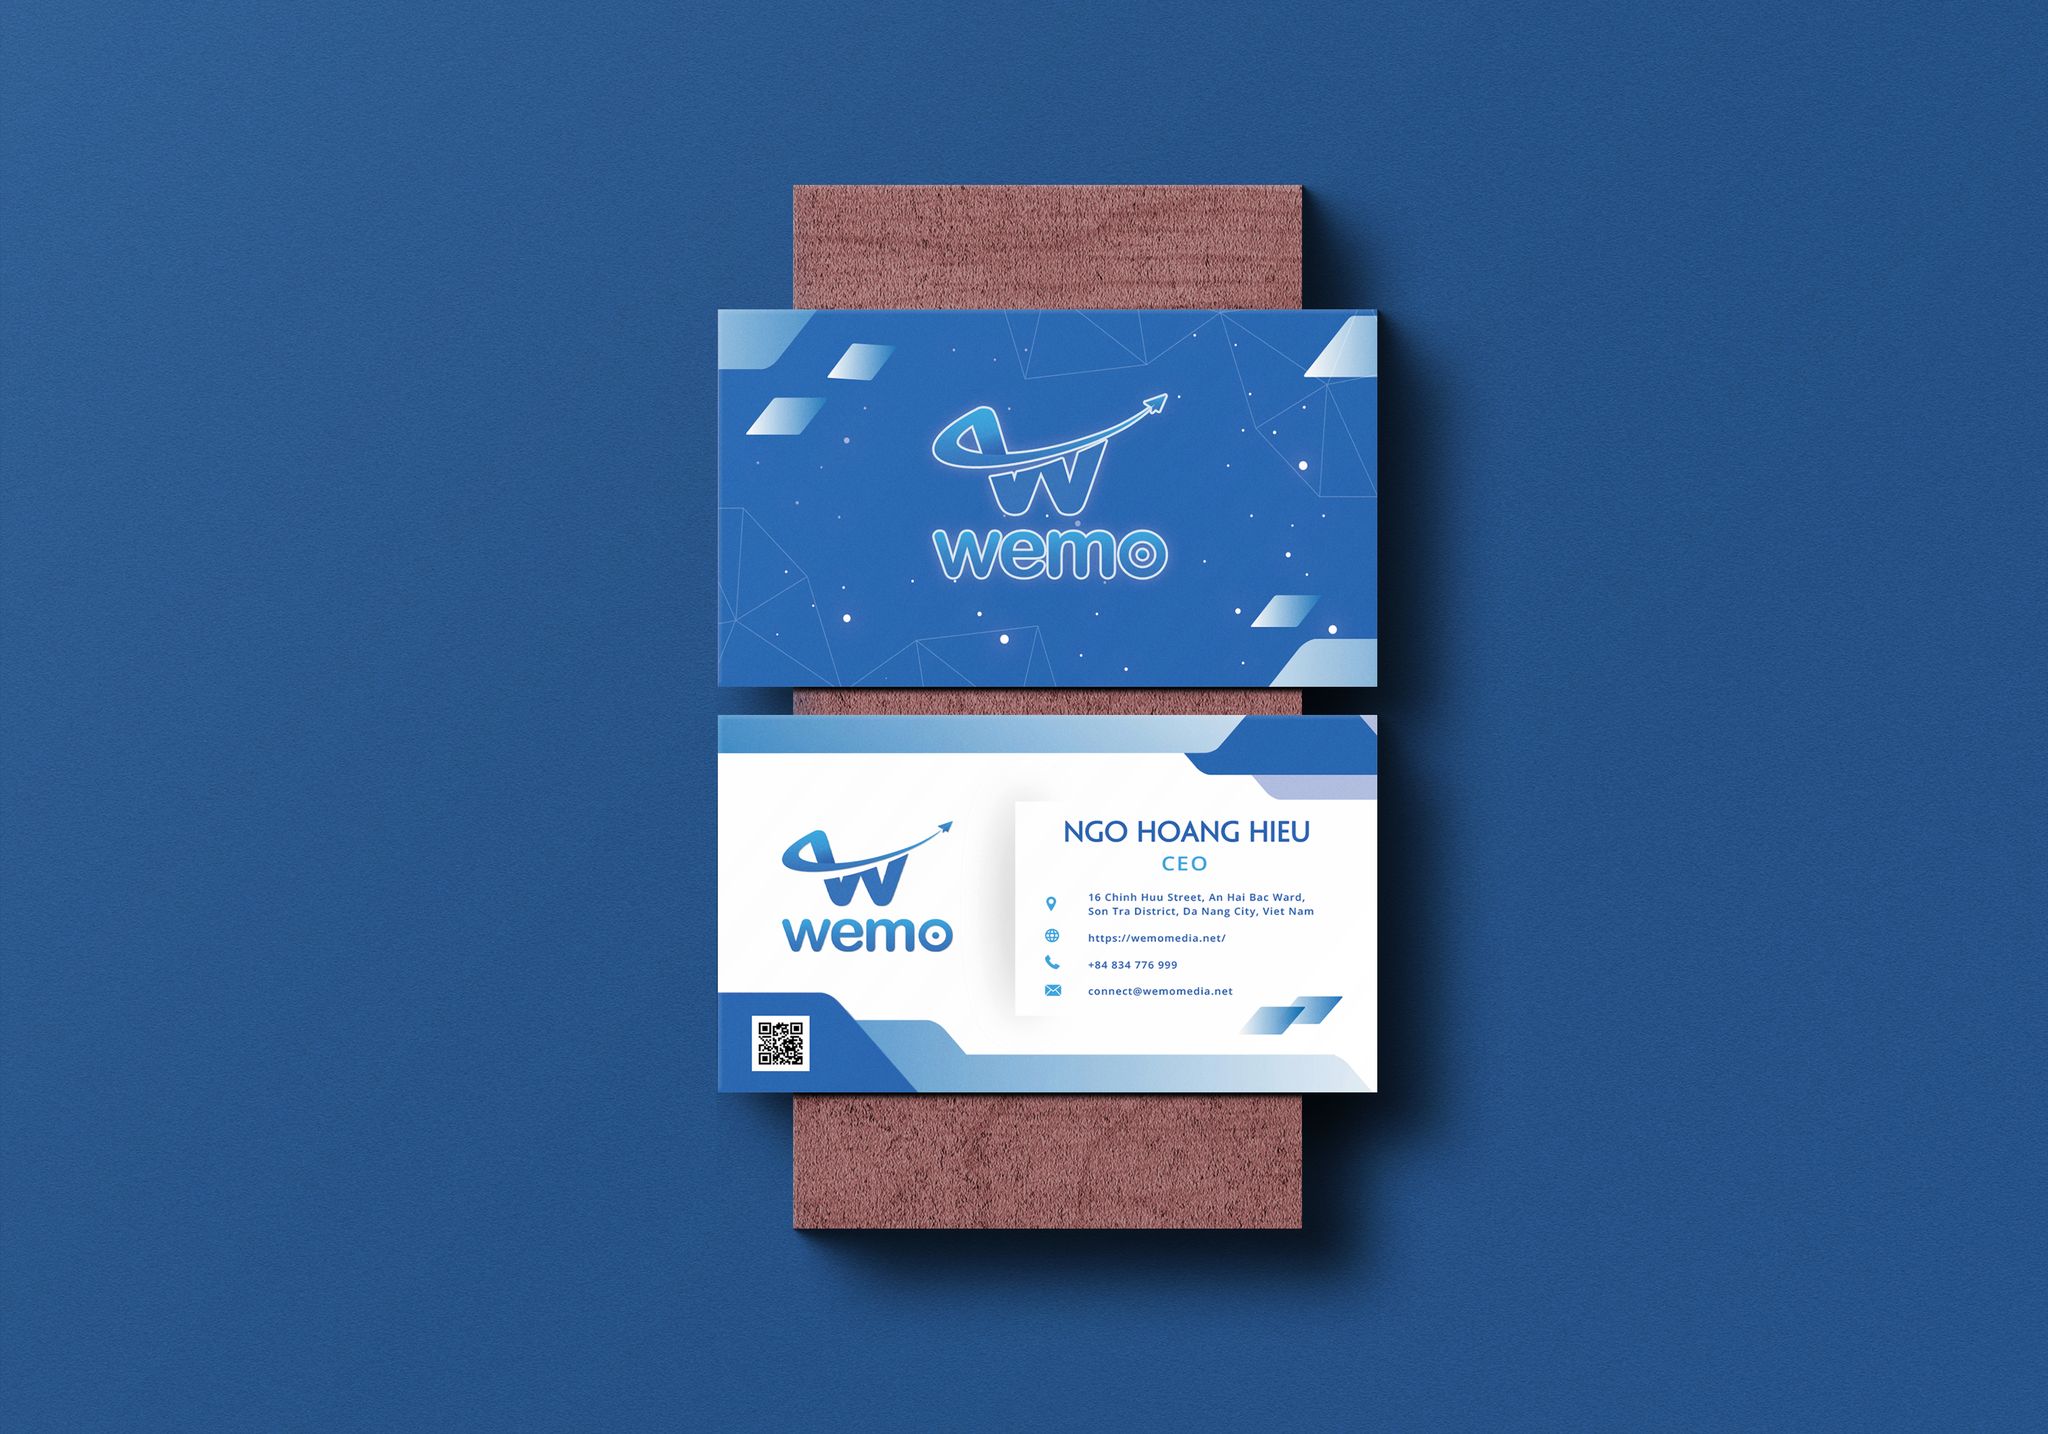 wemo
wemo
NGO HOANG HIEU
CEO
16 Chinh Huu Street, An Hai Bac Ward,
Son Tra District, Da Nang City, Viet Nam
https://wemomedia.net/
+84 834 776 999
connect@wemomedia.net